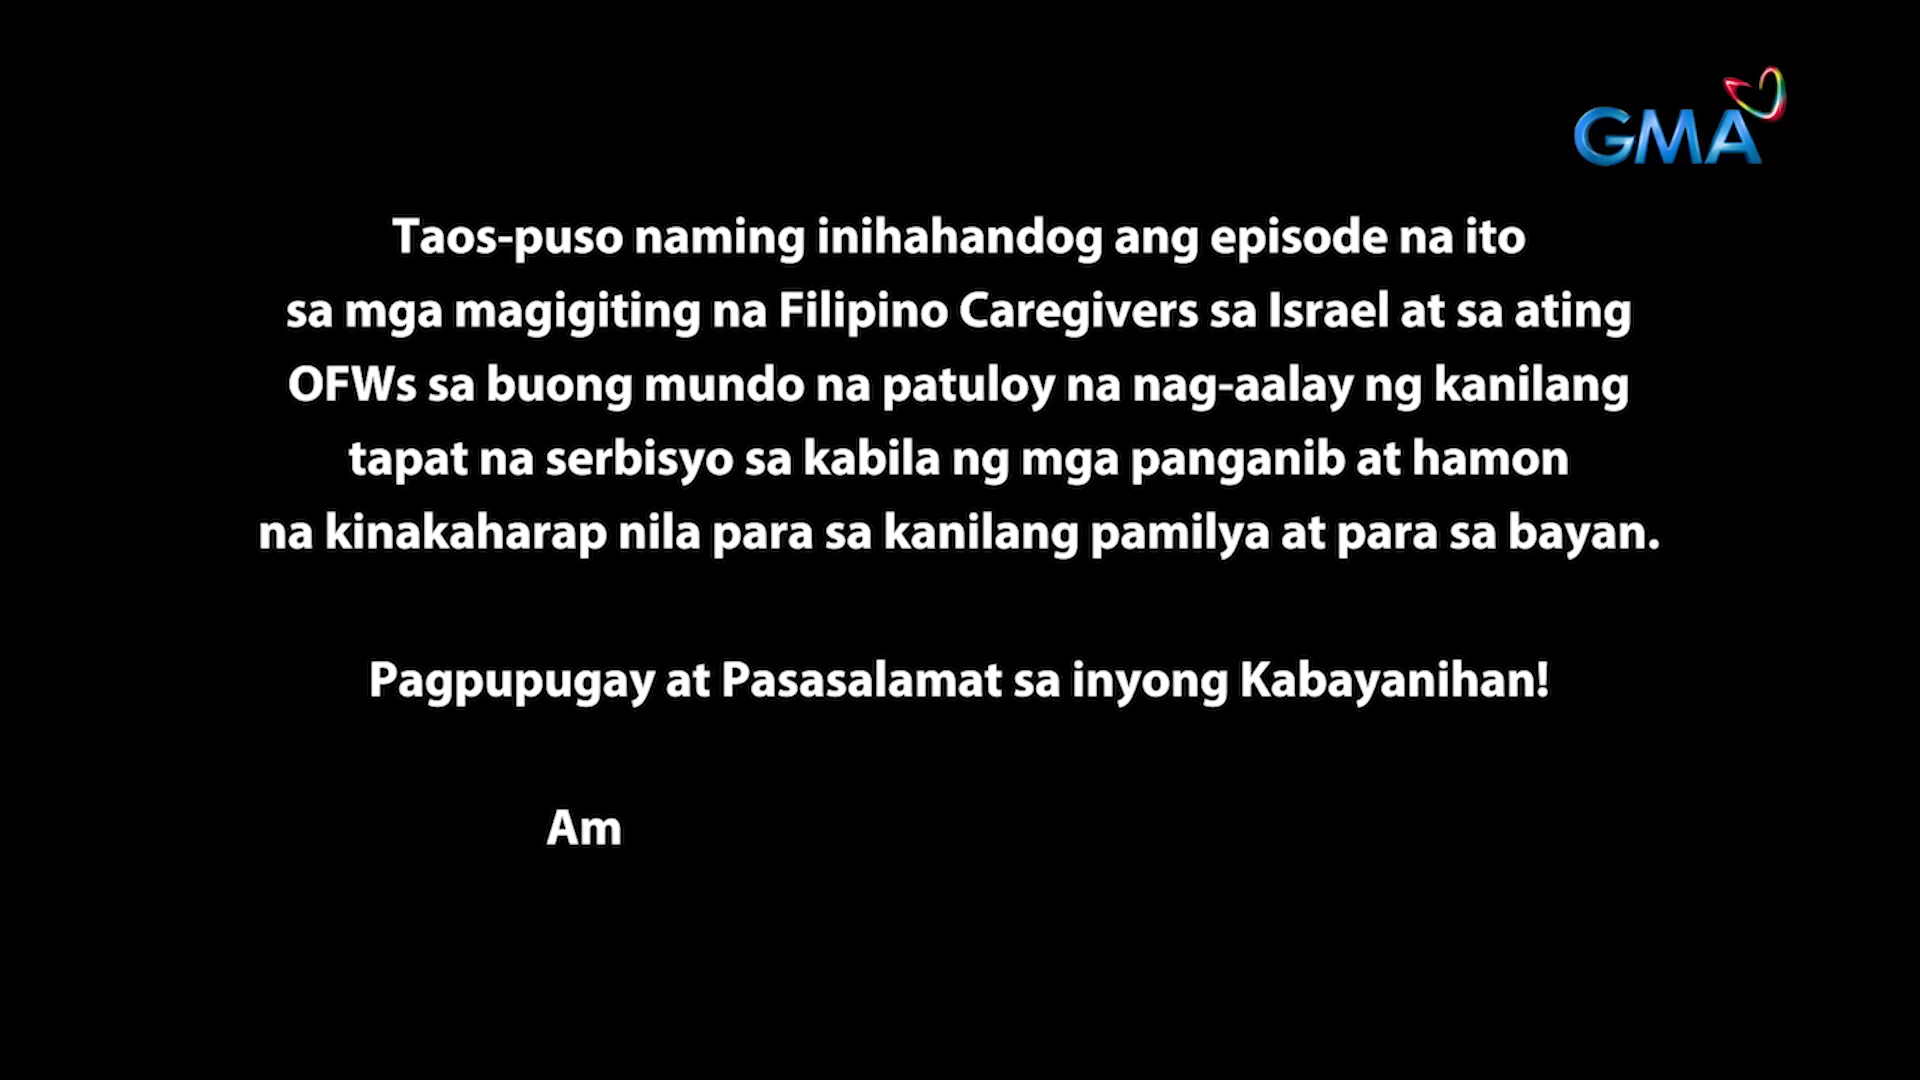 GMA
Taos-puso naming inihahandog ang episode na ito
sa mga magigiting na Filipino Caregivers sa Israel at sa ating
OFWs sa buong mundo na patuloy na nag-aalay ng kanilang
tapat na serbisyo sa kabila ng mga panganib at hamon
na kinakaharap nila para sa kanilang pamilya at para sa bayan.
Pagpupugay at Pasasalamat sa inyong Kabayanihan!
Am